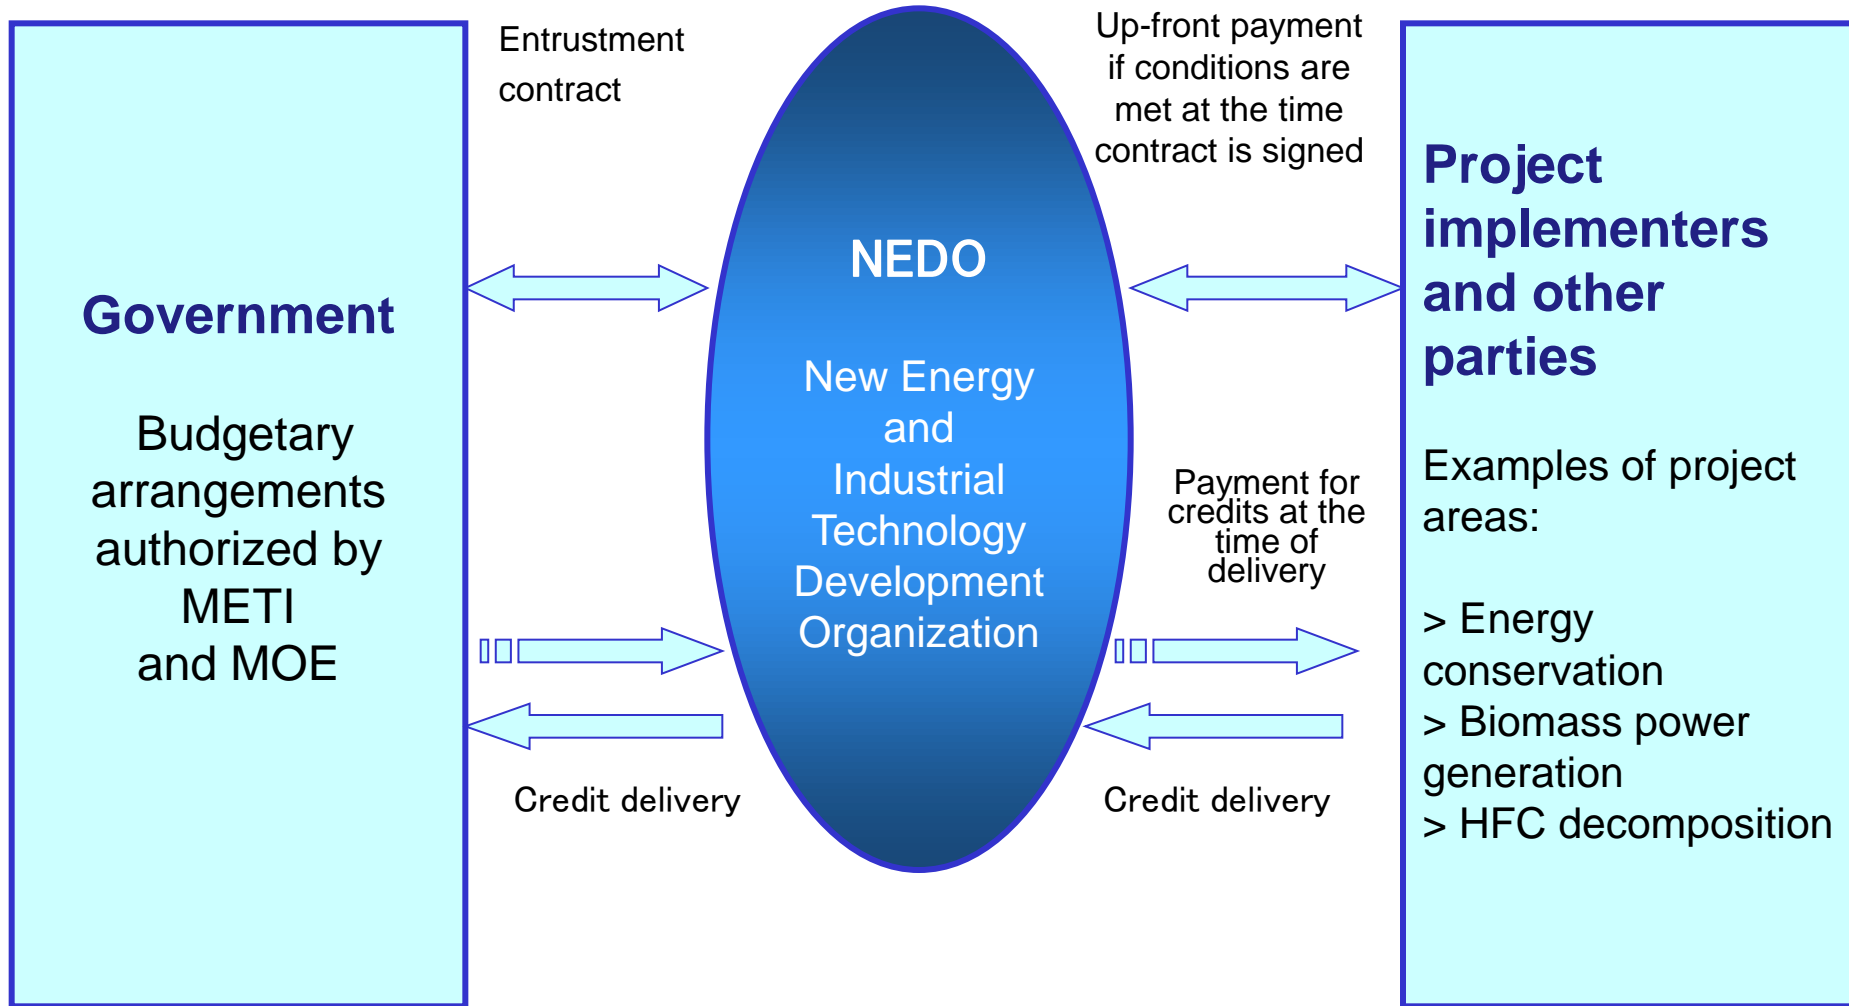 Government
Budgetary
arrangements
authorized by
METI
and MOE
Entrustment
contract
Credit delivery
NEDO
New Energy
and
Industrial
Technology
Development
Organization
Up-front payment
if conditions are
met at the time
contract is signed
Payment for
credits at the
time of
delivery
Credit delivery
Project
implementers
and other
parties
Examples of project
areas:
> Energy
conservation
> Biomass power
generation
> HFC decomposition